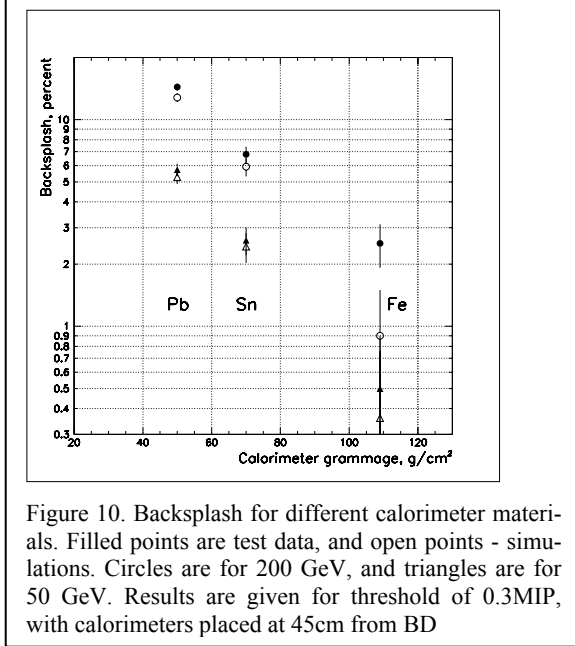 Backsplash, percent
10
9
8
7
6
5
4
3
2
1
0.9
0.8
0.7
0.6
0.5
0.4
0.3
Pb Sn Fe
20 40 60 80 100 120
Calorimeter grammage, g/cm²
Figure 10. Backsplash for different calorimeter materi-
als. Filled points are test data, and open points - simu-
lations. Circles are for 200 GeV, and triangles are for
50 GeV. Results are given for threshold of 0.3MIP,
with calorimeters placed at 45cm from BD